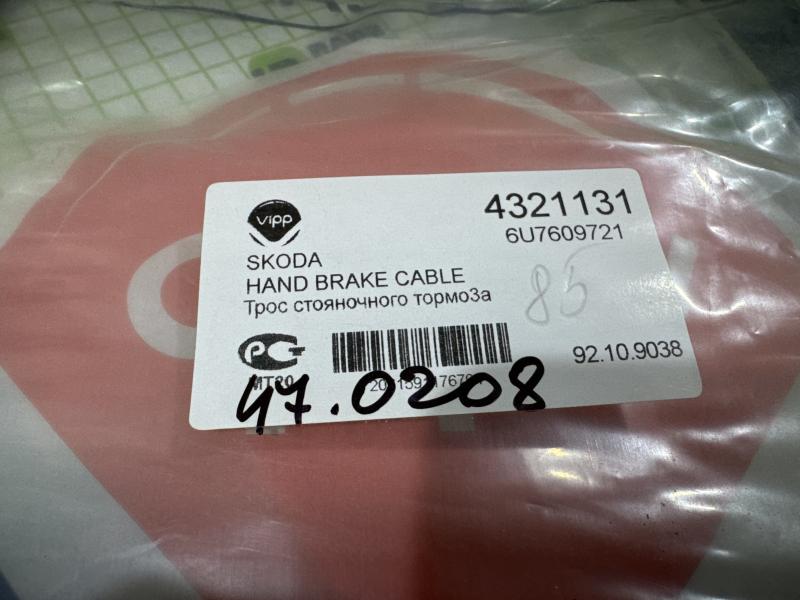 vipp
4321131
6U7609721
SKODA
HAND BRAKE CABLE
Трос стояночного тормоЗа
85
92.10.9038
47.0208